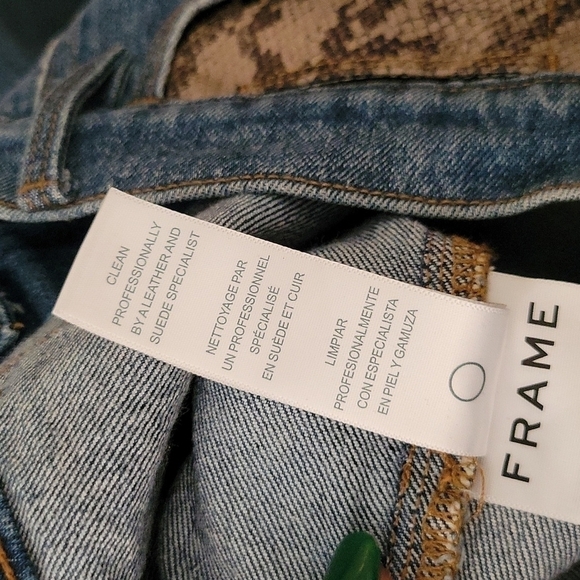 CLEAN
PROFESSIONALLY
BY A LEATHER AND
SUEDE SPECIALIST
NETTOYAGE PAR
UN PROFESSIONNEL
SPÉCIALISÉ
EN SUÈDE ET CUIR
LIMPIAR
PROFESIONALMENTE
CON ESPECIALISTA
EN PIEL Y GAMUZA
FRAME